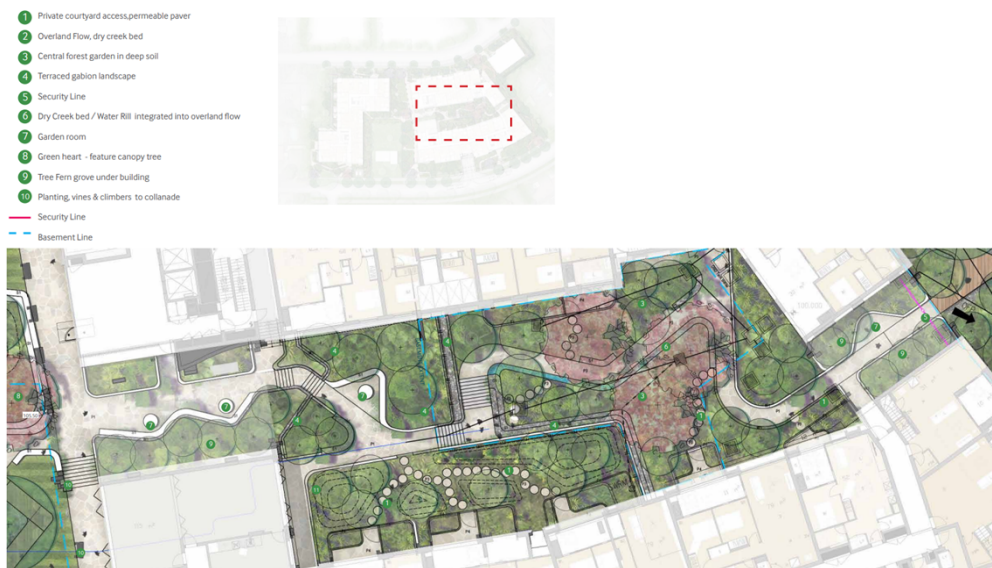 1 Private courtyard access,permeable paver
2 Overland Flow, dry creek bed
3 Central forest garden in deep soil
4 Terraced gabion landscape
5 Security Line
6 Dry Creek bed / Water Rill integrated into overland flow
7 Garden room
8 Green heart - feature canopy tree
9 Tree Fern grove under building
10 Planting, vines & climbers to collanade
Security Line
Basement Line